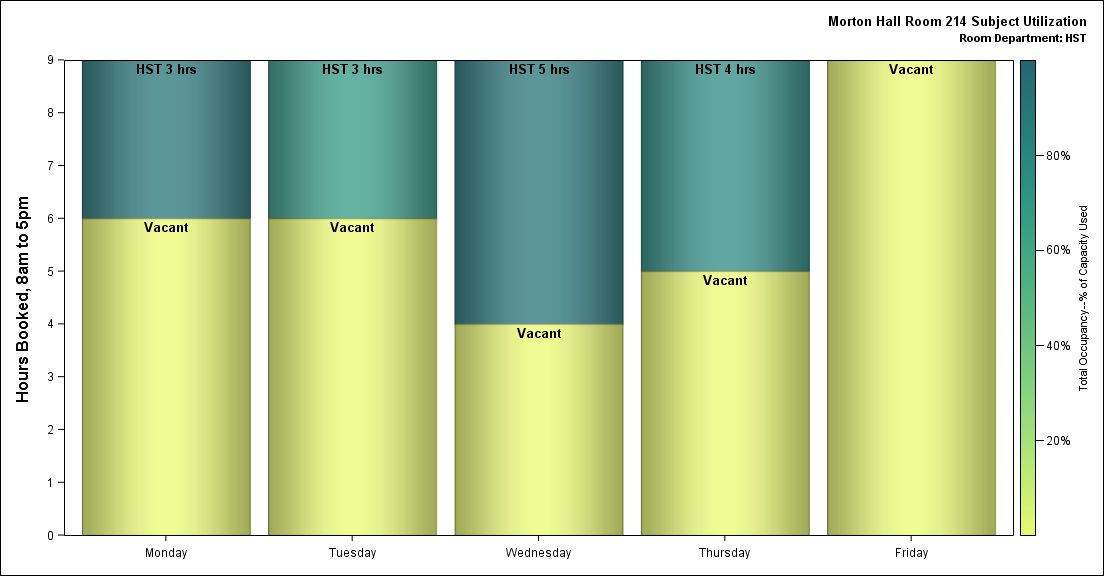 Morton Hall Room 214 Subject Utilization
Room Department: HST
Hours Booked, 8am to 5pm
9
8
7
6
5
4
3
2
1
0
HST 3 hrs
HST 3 hrs
HST 5 hrs
HST 4 hrs
Vacant
Vacant
Vacant
Vacant
Vacant
Monday
Tuesday
Wednesday
Thursday
Friday
80%
60%
40%
20%
Total Occupancy--% of Capacity Used